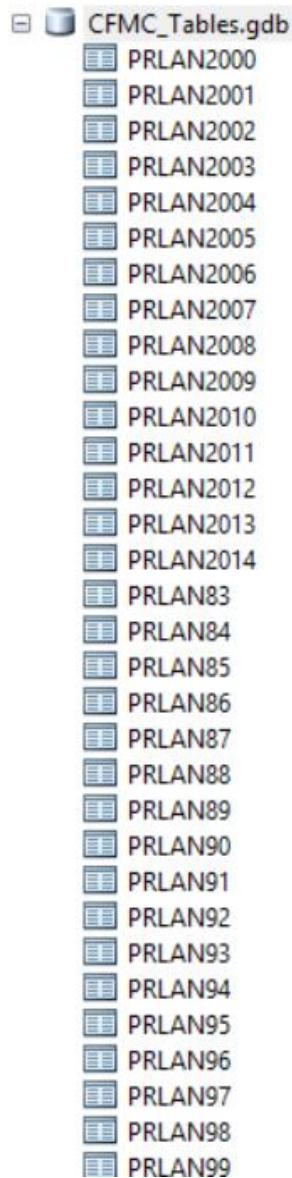 CFMC_Tables.gdb
PRLAN2000
PRLAN2001
PRLAN2002
PRLAN2003
PRLAN2004
PRLAN2005
PRLAN2006
PRLAN2007
PRLAN2008
PRLAN2009
PRLAN2010
PRLAN2011
PRLAN2012
PRLAN2013
PRLAN2014
PRLAN83
PRLAN84
PRLAN85
PRLAN86
PRLAN87
PRLAN88
PRLAN89
PRLAN90
PRLAN91
PRLAN92
PRLAN93
PRLAN94
PRLAN95
PRLAN96
PRLAN97
PRLAN98
PRLAN99